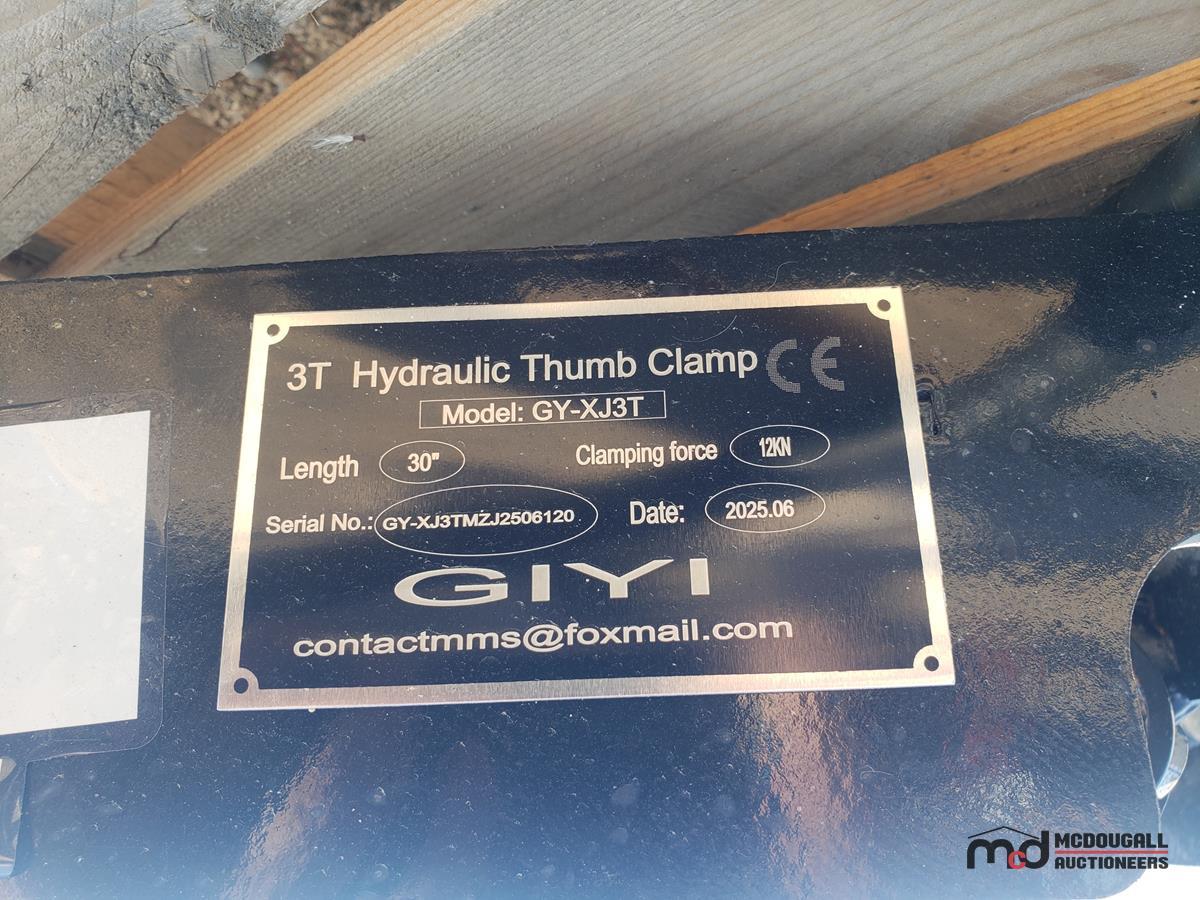 3T Hydraulic Thumb Clamp CE
Model: GY-XJ3T
Length 30" Clamping force 12KN
Serial No.: GY-XJ3TMZJ2506120 Date: 2025.06
GIYI
contactmms@foxmail.com
mcd MCDOUGALL
AUCTIONEERS